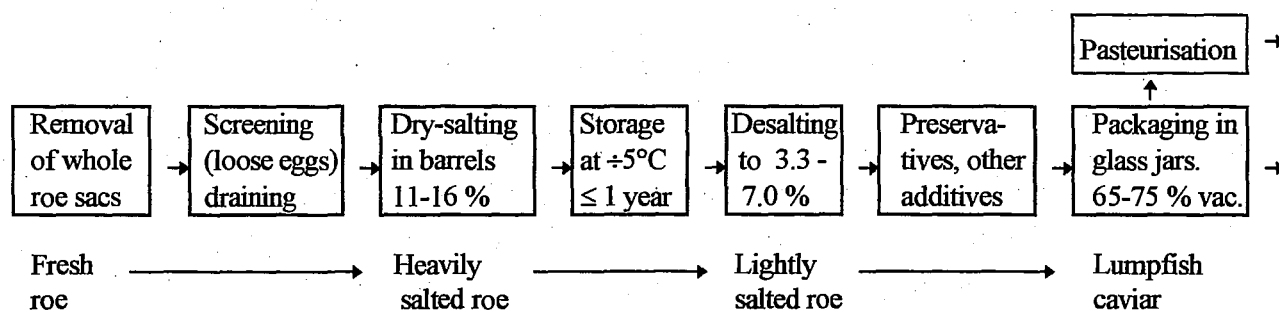 Pasteurisation
Removal
of whole
roe sacs
Screening
(loose eggs)
draining
Dry-salting
in barrels
11-16 %
Storage
at ÷5°C
≤ 1 year
Desalting
to 3.3 -
7.0 %
Preserva-
tives, other
additives
Packaging in
glass jars.
65-75 % vac.
Fresh
roe
Heavily
salted roe
Lightly
salted roe
Lumpfish
caviar